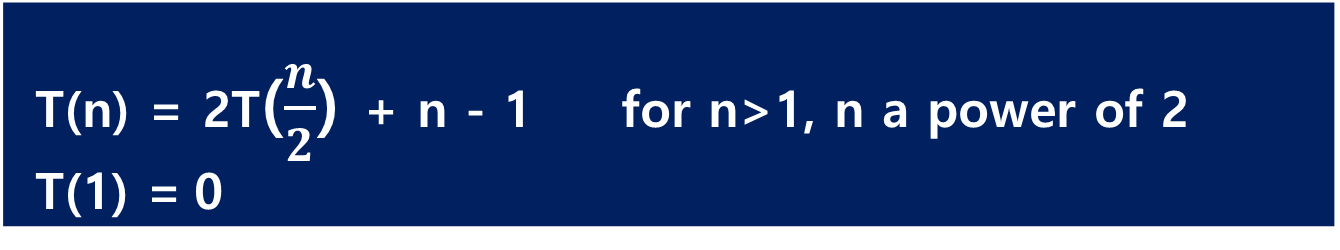 T(n) = 2T(n/2) + n - 1 for n>1, n a power of 2
T(1) = 0